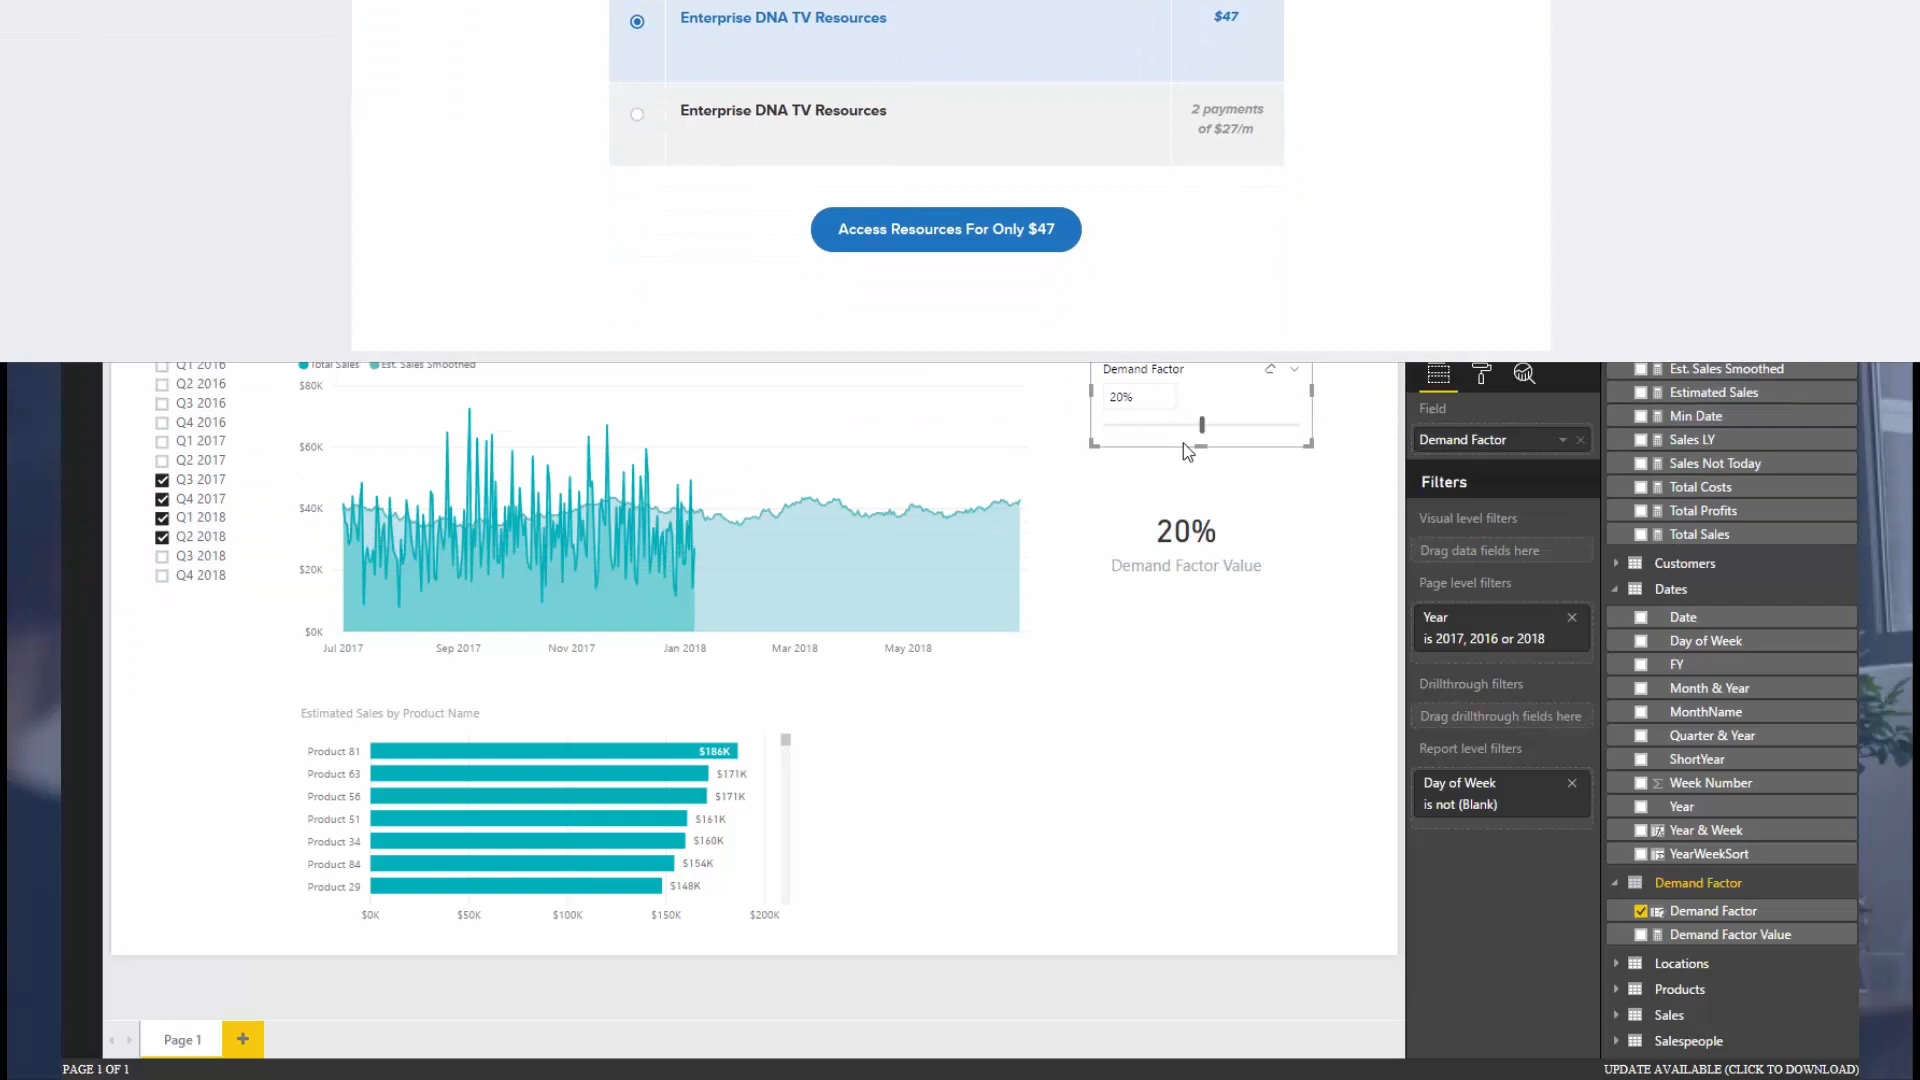 Enterprise DNA TV Resources
$47
Enterprise DNA TV Resources
2 payments
of $27/m
Access Resources For Only $47
Q1 2016
Q2 2016
Q3 2016
Q4 2016
Q1 2017
Q2 2017
Q3 2017
Q4 2017
Q1 2018
Q2 2018
Q3 2018
Q4 2018
Total Sales
Est. Sales Smoothed
$80K
$60K
$40K
$20K
$0K
Jul 2017
Sep 2017
Nov 2017
Jan 2018
Mar 2018
May 2018
Demand Factor
20%
20%
Demand Factor Value
Estimated Sales by Product Name
Product 81
$186K
Product 63
$171K
Product 56
$171K
Product 51
$161K
Product 34
$160K
Product 84
$154K
Product 29
$148K
$0K
$50K
$100K
$150K
$200K
Page 1
PAGE 1 OF 1
Field
Demand Factor
Filters
Visual level filters
Drag data fields here
Page level filters
Year
is 2017, 2016 or 2018
Drillthrough filters
Drag drillthrough fields here
Report level filters
Day of Week
is not (Blank)
Est. Sales Smoothed
Estimated Sales
Min Date
Sales LY
Sales Not Today
Total Costs
Total Profits
Total Sales
Customers
Dates
Date
Day of Week
FY
Month & Year
MonthName
Quarter & Year
ShortYear
Week Number
Year
Year & Week
YearWeekSort
Demand Factor
Demand Factor
Demand Factor Value
Locations
Products
Sales
Salespeople
UPDATE AVAILABLE (CLICK TO DOWNLOAD)